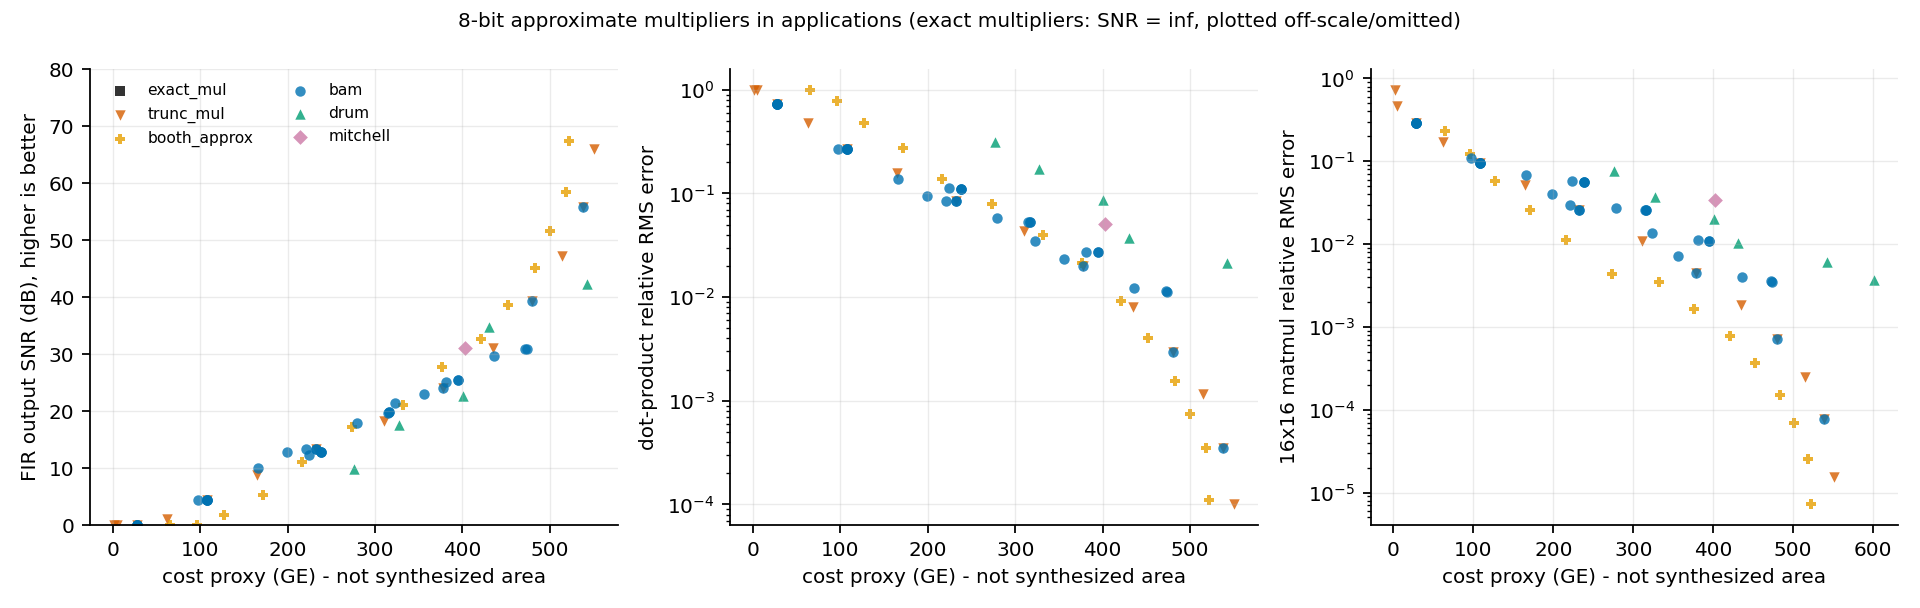 8-bit approximate multipliers in applications (exact multipliers: SNR = inf, plotted off-scale/omitted)
FIR output SNR (dB), higher is better
80
70
60
50
40
30
20
10
0
exact_mul
trunc_mul
booth_approx
bam
drum
mitchell
0 100 200 300 400 500
cost proxy (GE) - not synthesized area
dot-product relative RMS error
10^0
10^-1
10^-2
10^-3
10^-4
0 100 200 300 400 500
cost proxy (GE) - not synthesized area
16x16 matmul relative RMS error
10^0
10^-1
10^-2
10^-3
10^-4
10^-5
0 100 200 300 400 500 600
cost proxy (GE) - not synthesized area